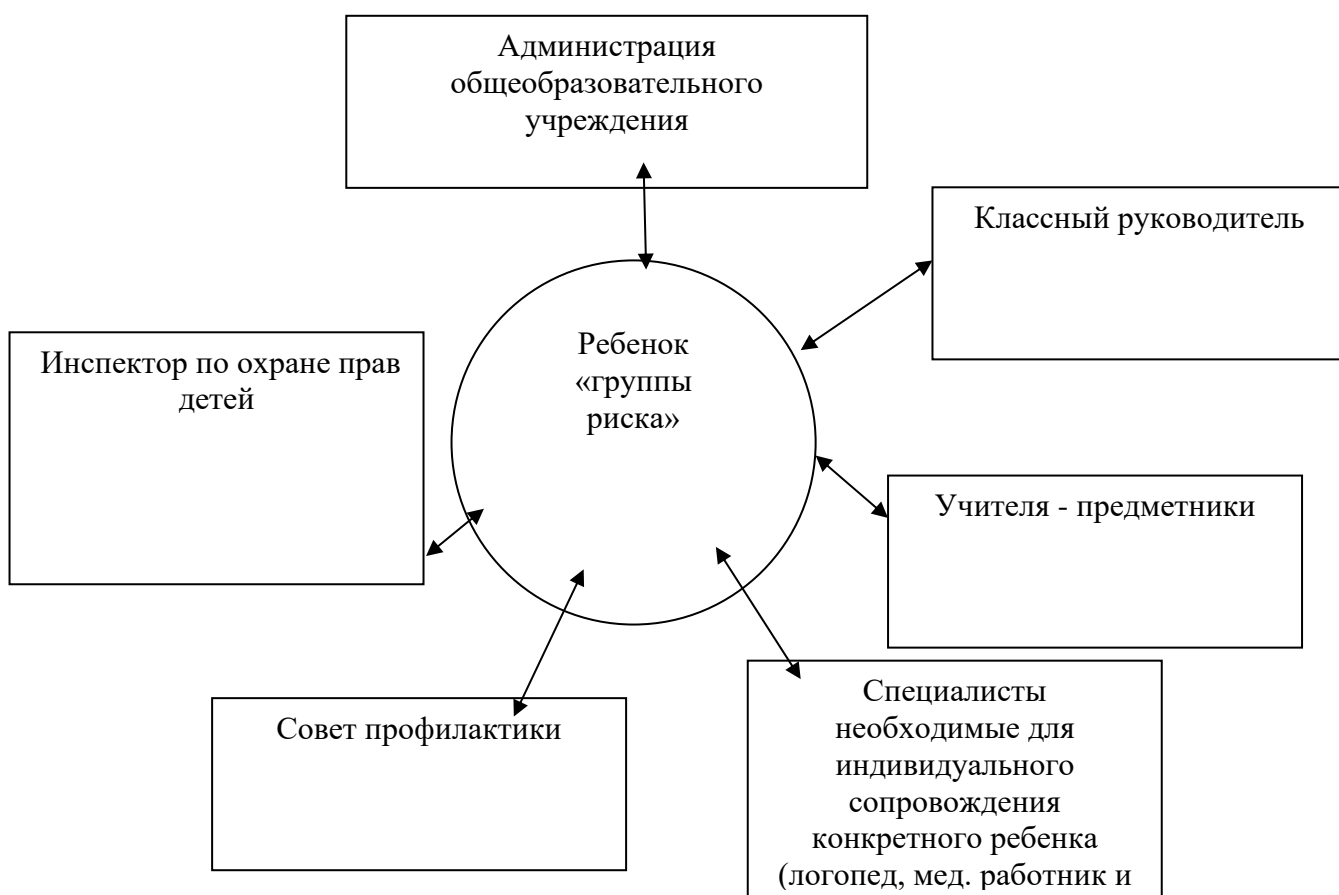 Администрация
общеобразовательного
учреждения
Классный руководитель
Ребенок
«группы
риска»
Инспектор по охране прав
детей
Учителя - предметники
Совет профилактики
Специалисты
необходимые для
индивидуального
сопровождения
конкретного ребенка
(логопед, мед. работник и